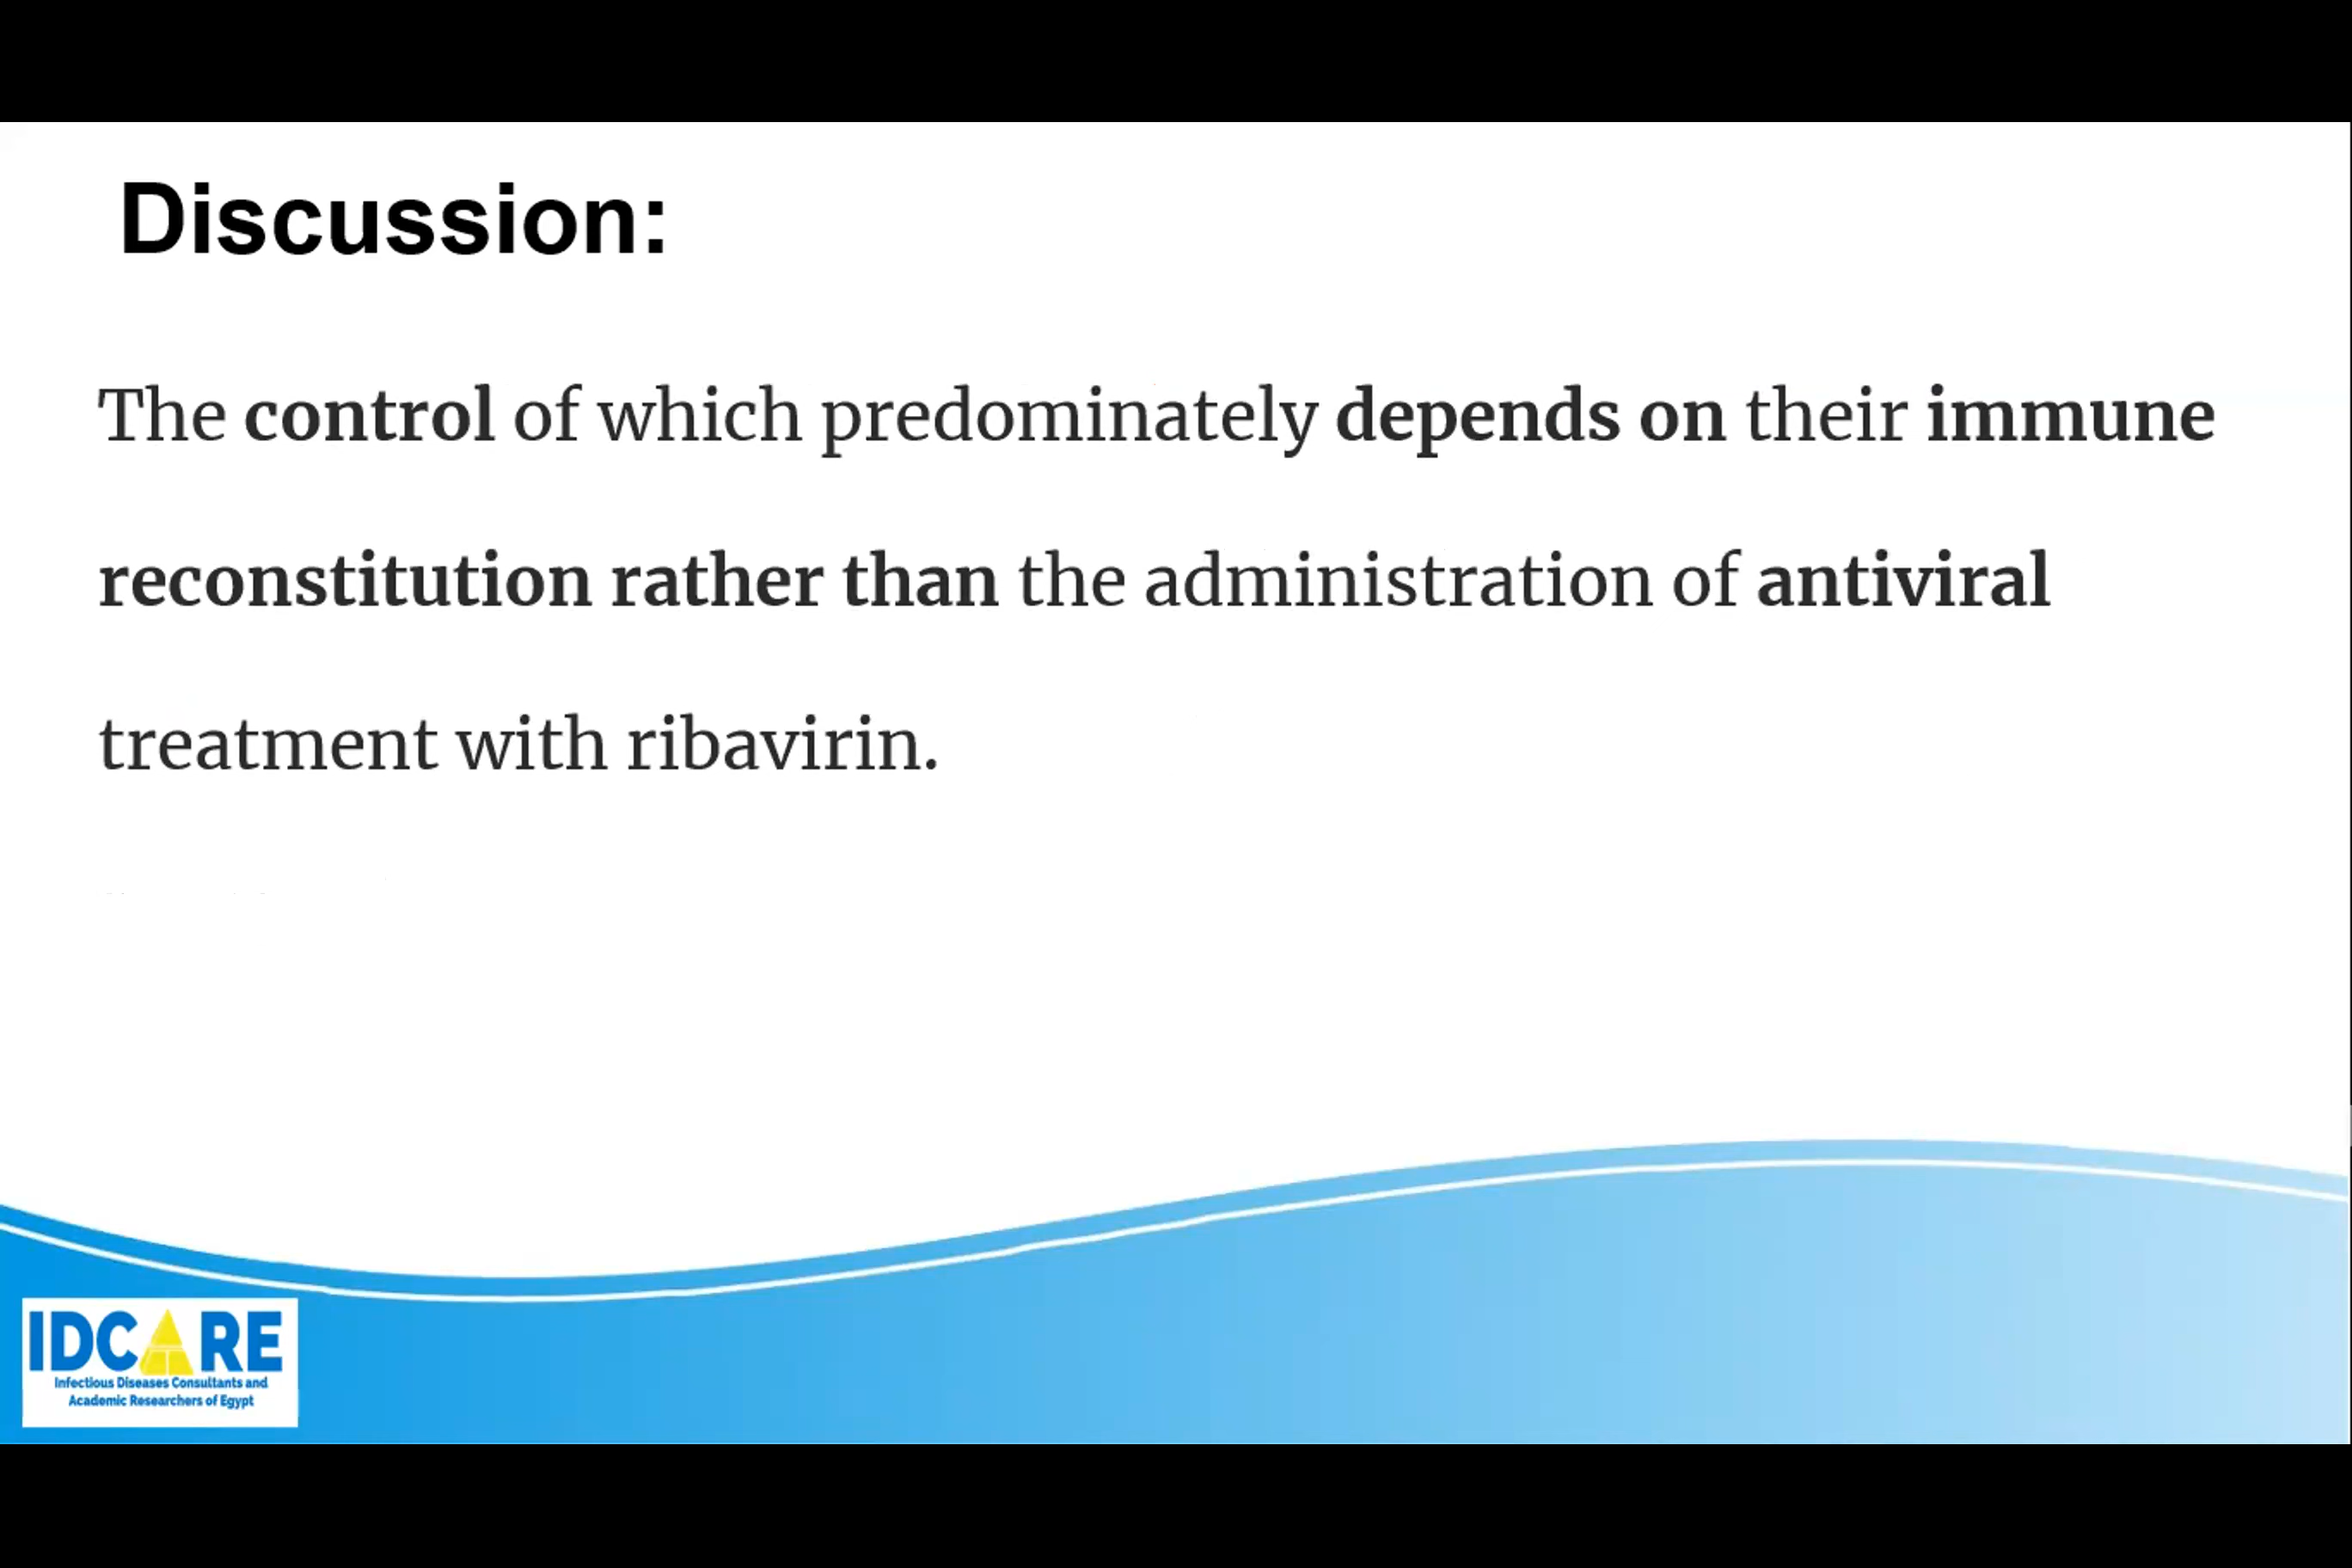 Discussion:
The control of which predominately depends on their immune
reconstitution rather than the administration of antiviral
treatment with ribavirin.
IDCARE
Infectious Diseases Consultants and
Academic Researchers of Egypt